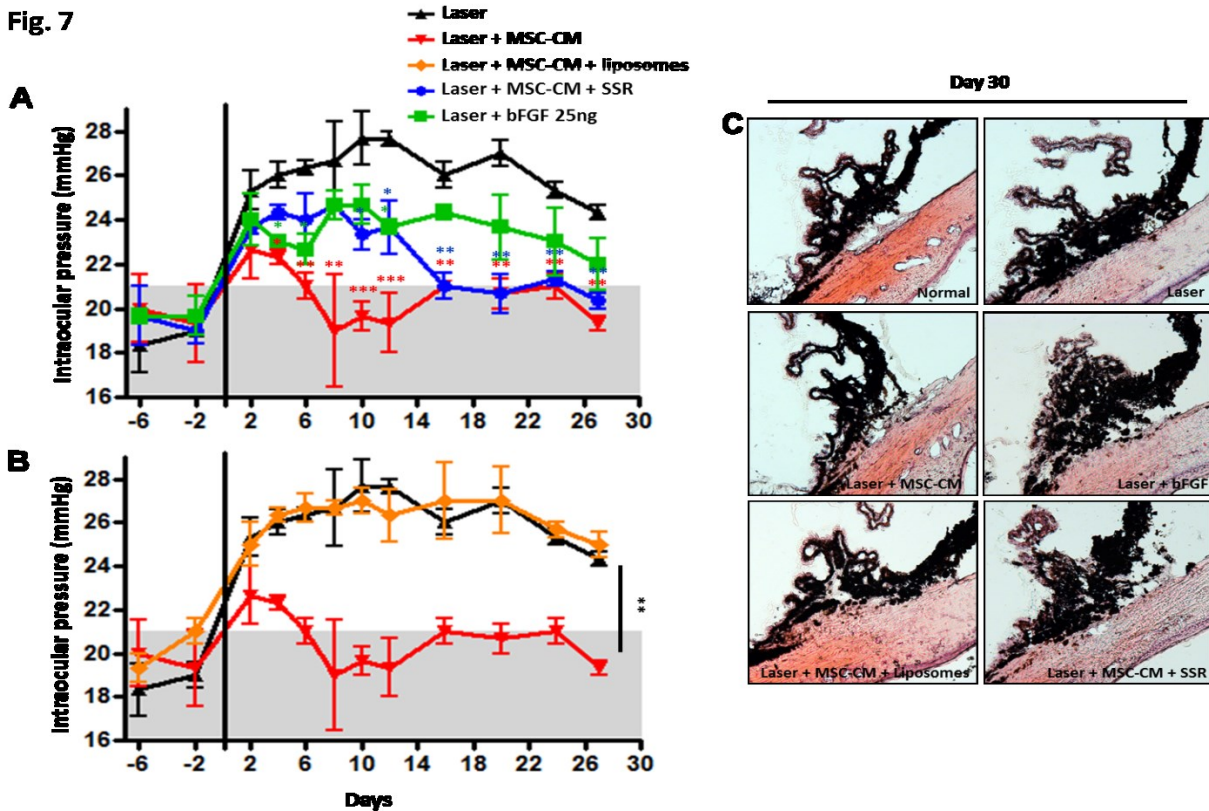 Fig. 7
Laser
Laser + MSC-CM
Laser + MSC-CM + liposomes
Laser + MSC-CM + SSR
Laser + bFGF 25ng
A
Intraocular pressure (mmHg)
28
26
24
22
20
18
16
-6 -2 2 6 10 14 18 22 26 30
* * * * * *
** ** *** *** ** ** ** ** ** ** ** **
B
Intraocular pressure (mmHg)
28
26
24
22
20
18
16
-6 -2 2 6 10 14 18 22 26 30
**
Days
C
Day 30
Normal
Laser
Laser + MSC-CM
Laser + bFGF
Laser + MSC-CM + Liposomes
Laser + MSC-CM + SSR